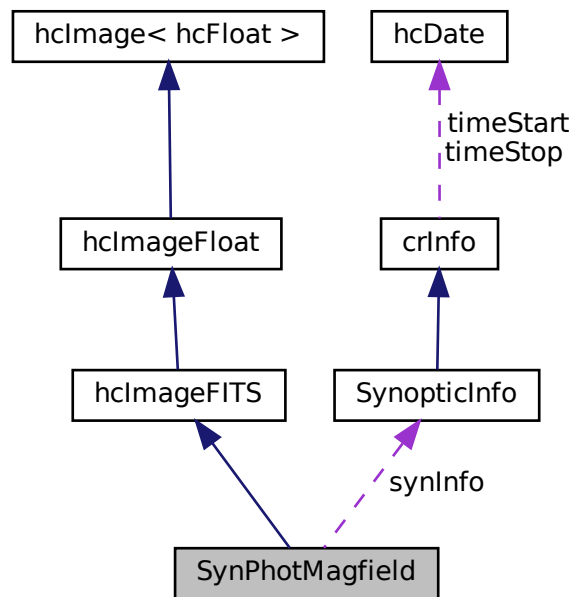 hcImage< hcFloat >
hcDate
timeStart
timeStop
hcImageFloat
crInfo
hcImageFITS
SynopticInfo
synInfo
SynPhotMagfield